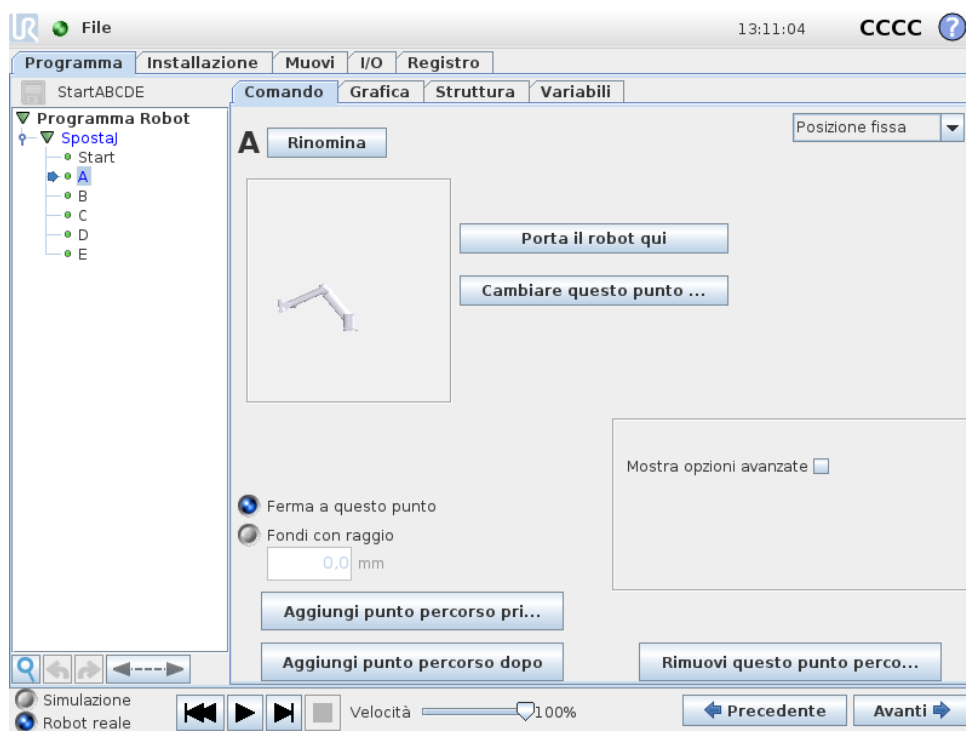 UR File 13:11:04 CCCC ?
Programma Installazione Muovi I/O Registro
StartABCDE Comando Grafica Struttura Variabili
Programma Robot
SpostaJ
Start
A
B
C
D
E
A Rinomina Posizione fissa
Porta il robot qui
Cambiare questo punto ...
Mostra opzioni avanzate
Ferma a questo punto
Fondi con raggio
0,0 mm
Aggiungi punto percorso pri...
Aggiungi punto percorso dopo Rimuovi questo punto perco...
Simulazione
Robot reale
Velocità 100% Precedente Avanti